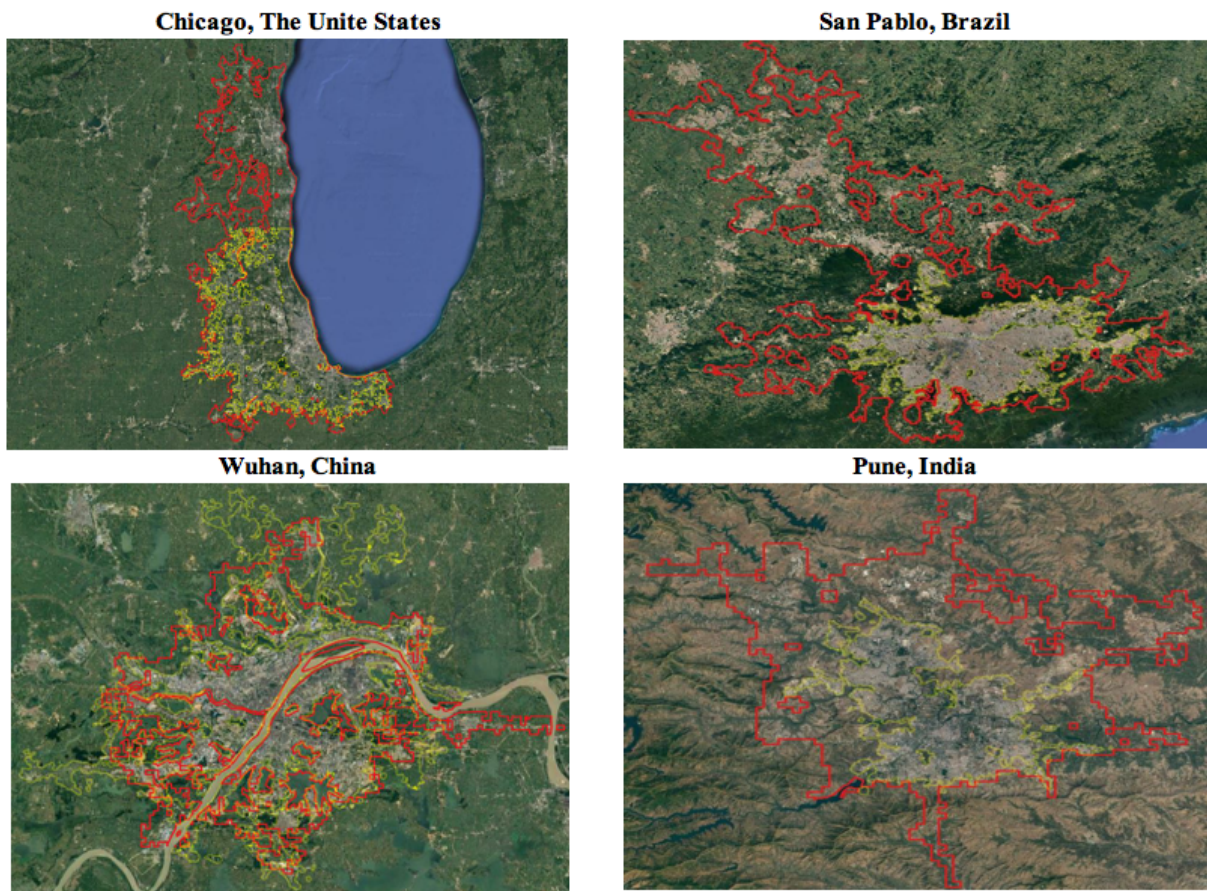 Chicago, The Unite States
San Pablo, Brazil
Wuhan, China
Pune, India